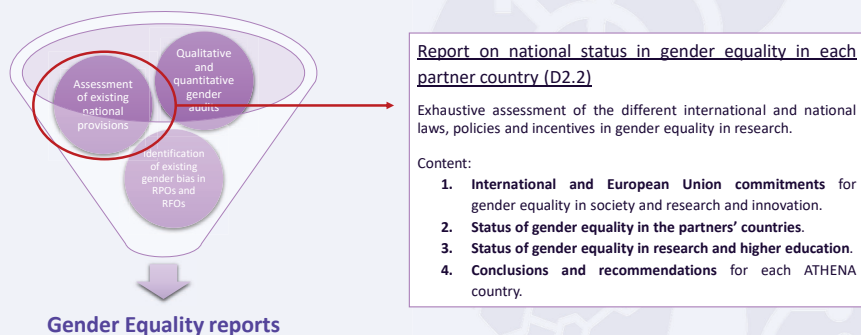 Qualitative
and
quantitative
gender
audits
Assessment
of existing
national
provisions
Identification
of existing
gender bias in
RPOs and
RFOs
Gender Equality reports
Report on national status in gender equality in each
partner country (D2.2)
Exhaustive assessment of the different international and national
laws, policies and incentives in gender equality in research.
Content:
1. International and European Union commitments for
gender equality in society and research and innovation.
2. Status of gender equality in the partners' countries.
3. Status of gender equality in research and higher education.
4. Conclusions and recommendations for each ATHENA
country.